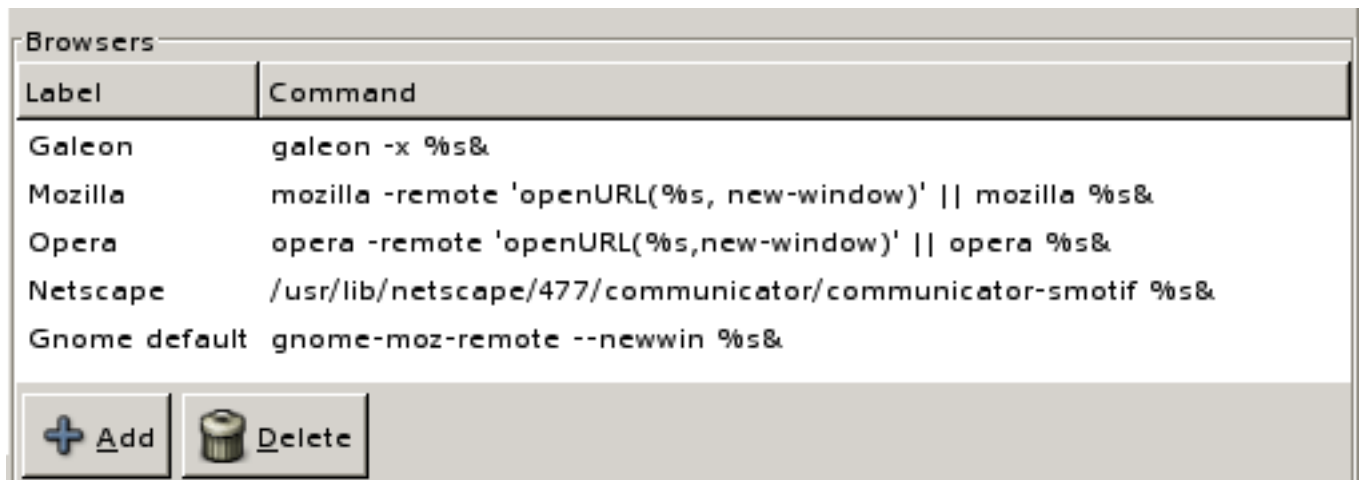 Browsers
Label Command
Galeon galeon -x %s&
Mozilla mozilla -remote 'openURL(%s, new-window)' || mozilla %s&
Opera opera -remote 'openURL(%s,new-window)' || opera %s&
Netscape /usr/lib/netscape/477/communicator/communicator-smotif %s&
Gnome default gnome-moz-remote --newwin %s&
Add Delete